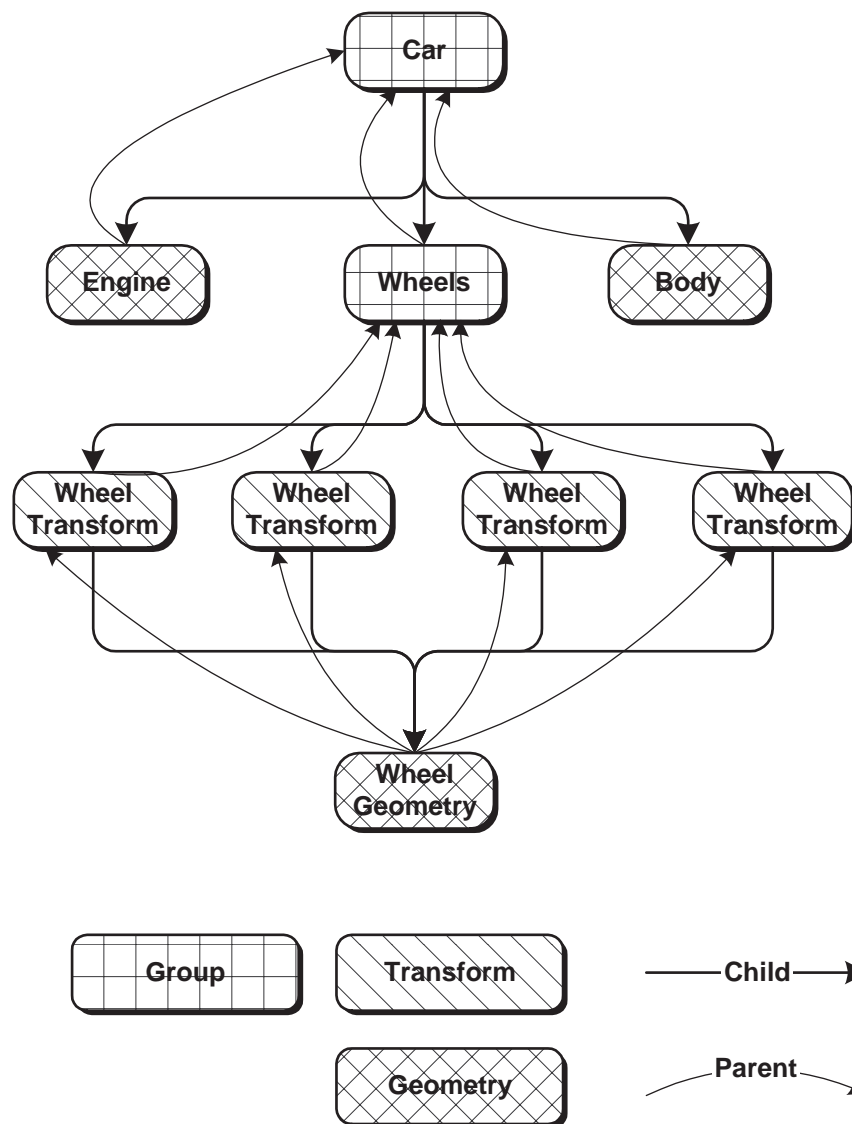 Car
Engine
Wheels
Body
Wheel
Transform
Wheel
Transform
Wheel
Transform
Wheel
Transform
Wheel
Geometry
Group
Transform
Child
Geometry
Parent